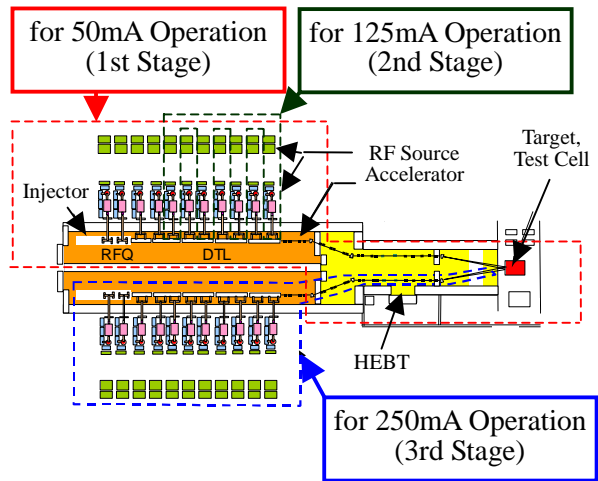 for 50mA Operation
(1st Stage)
for 125mA Operation
(2nd Stage)
Target,
Test Cell
RF Source
Accelerator
Injector
RFQ
DTL
HEBT
for 250mA Operation
(3rd Stage)